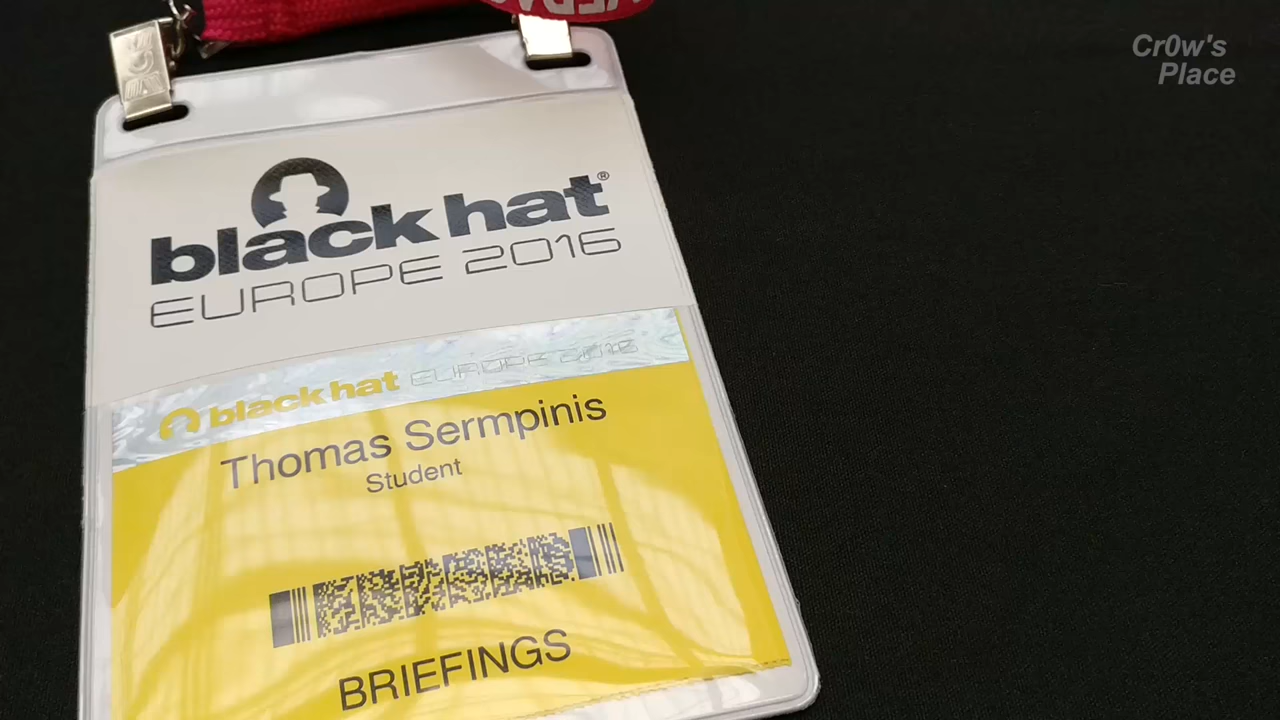 Cr0w's
Place
black hat®
EUROPE 2016
black hat EUROPE 2016
Thomas Sermpinis
Student
BRIEFINGS